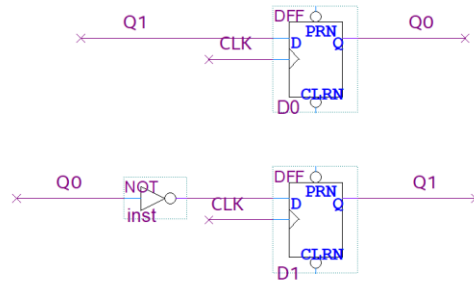 Q1 DFF Q0
PRN
CLK D Q
CLRN
D0
Q0 NOT DFF Q1
PRN
CLK D Q
inst
CLRN
D1